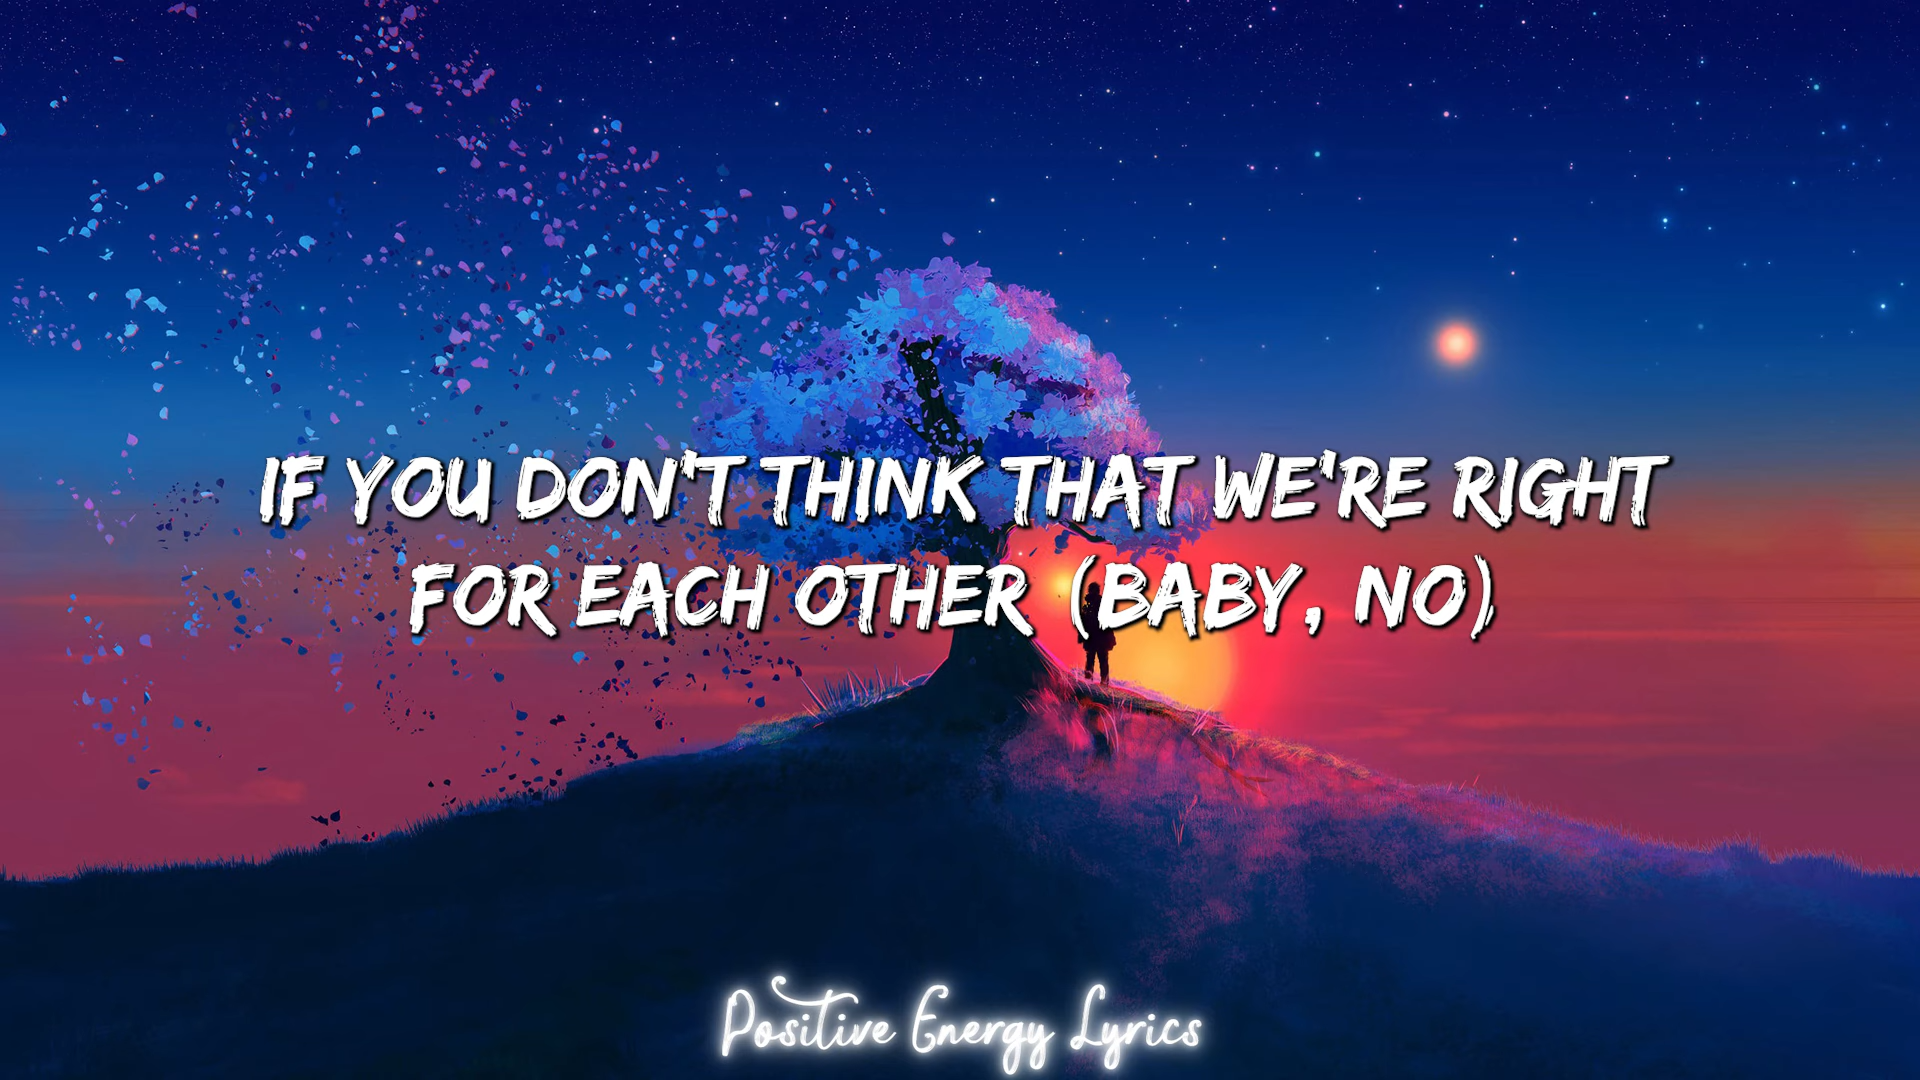 IF YOU DON'T THINK THAT WE'RE RIGHT
FOR EACH OTHER (BABY, NO)
Positive Energy Lyrics